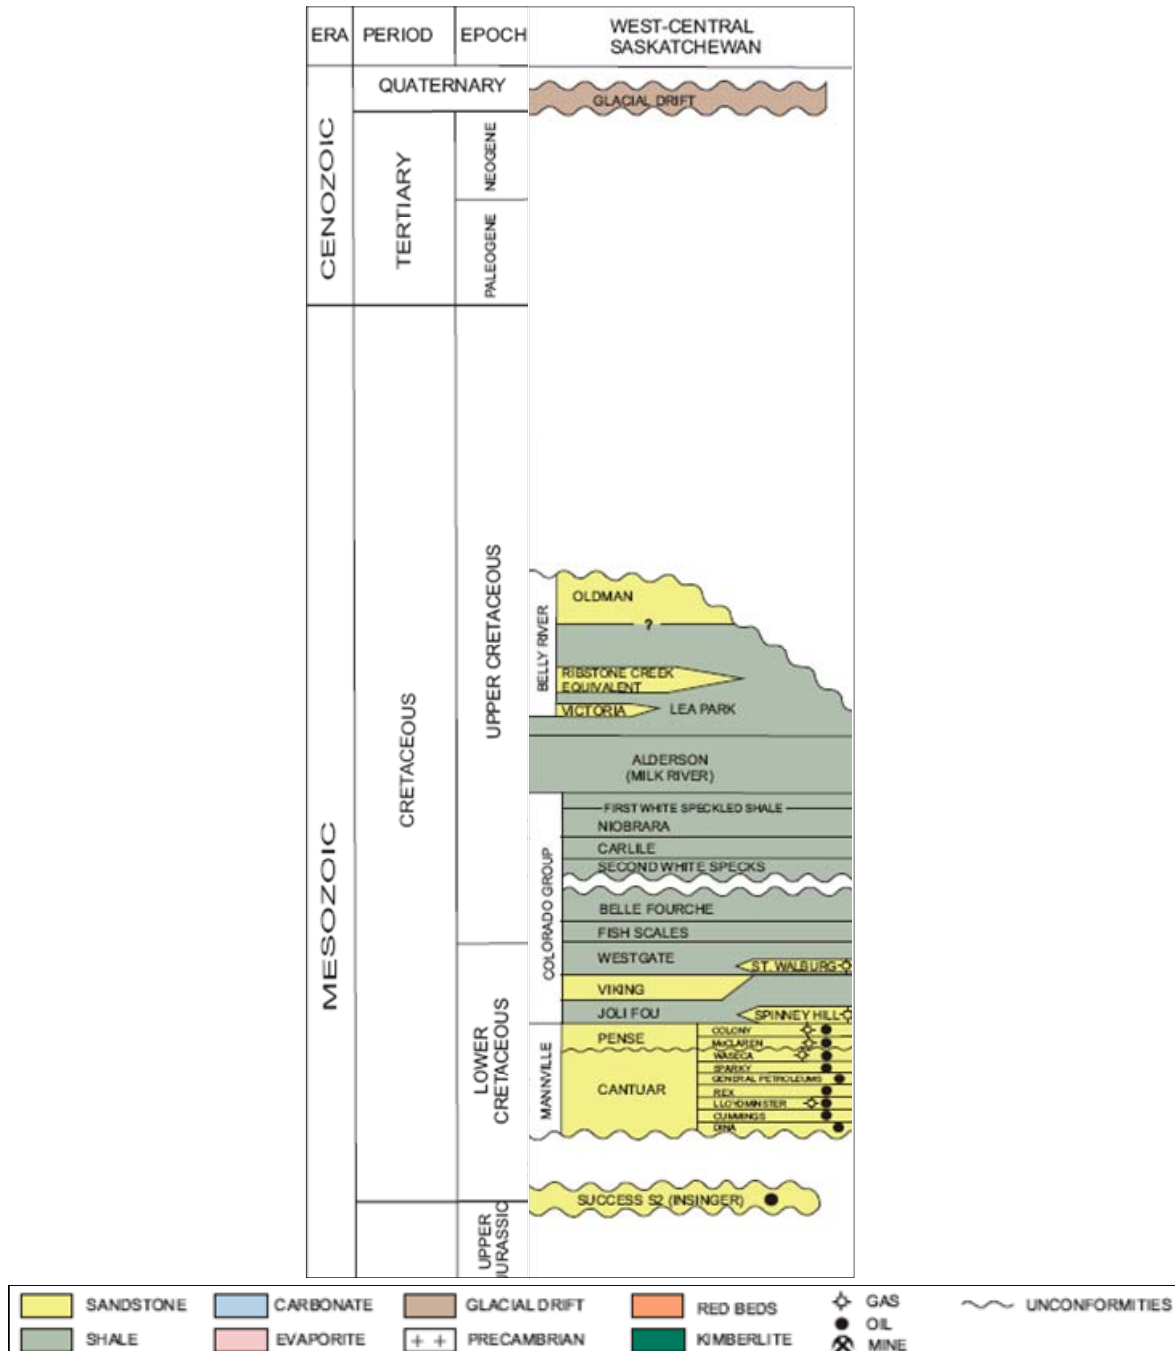 ERA PERIOD EPOCH WEST-CENTRAL
SASKATCHEWAN
QUATERNARY
GLACIAL DRIFT
CENOZOIC
TERTIARY
NEOGENE
PALEOGENE
MESOZOIC
CRETACEOUS
UPPER CRETACEOUS
BELLY RIVER
OLDMAN
?
RIBSTONE CREEK
EQUIVALENT
VICTORIA LEA PARK
ALDERSON
(MILK RIVER)
COLORADO GROUP
FIRST WHITE SPECKLED SHALE
NIOBRARA
CARLILE
SECOND WHITE SPECKS
BELLE FOURCHE
FISH SCALES
LOWER
CRETACEOUS
WESTGATE
ST. WALBURG
VIKING
JOLI FOU
SPINNEY HILL
MANNVILLE
PENSE
COLONY
McCLAREN
CANTUAR
WASECA
SPARKY
GENERAL PETROLEUMS
REX
LLOYDMINSTER
CUMMINGS
DINA
SUCCESS S2 (INSINGER)
UPPER
JURASSIC
SANDSTONE CARBONATE GLACIAL DRIFT RED BEDS GAS UNCONFORMITIES
OIL
SHALE EVAPORITE ++ PRECAMBRIAN KIMBERLITE MINE